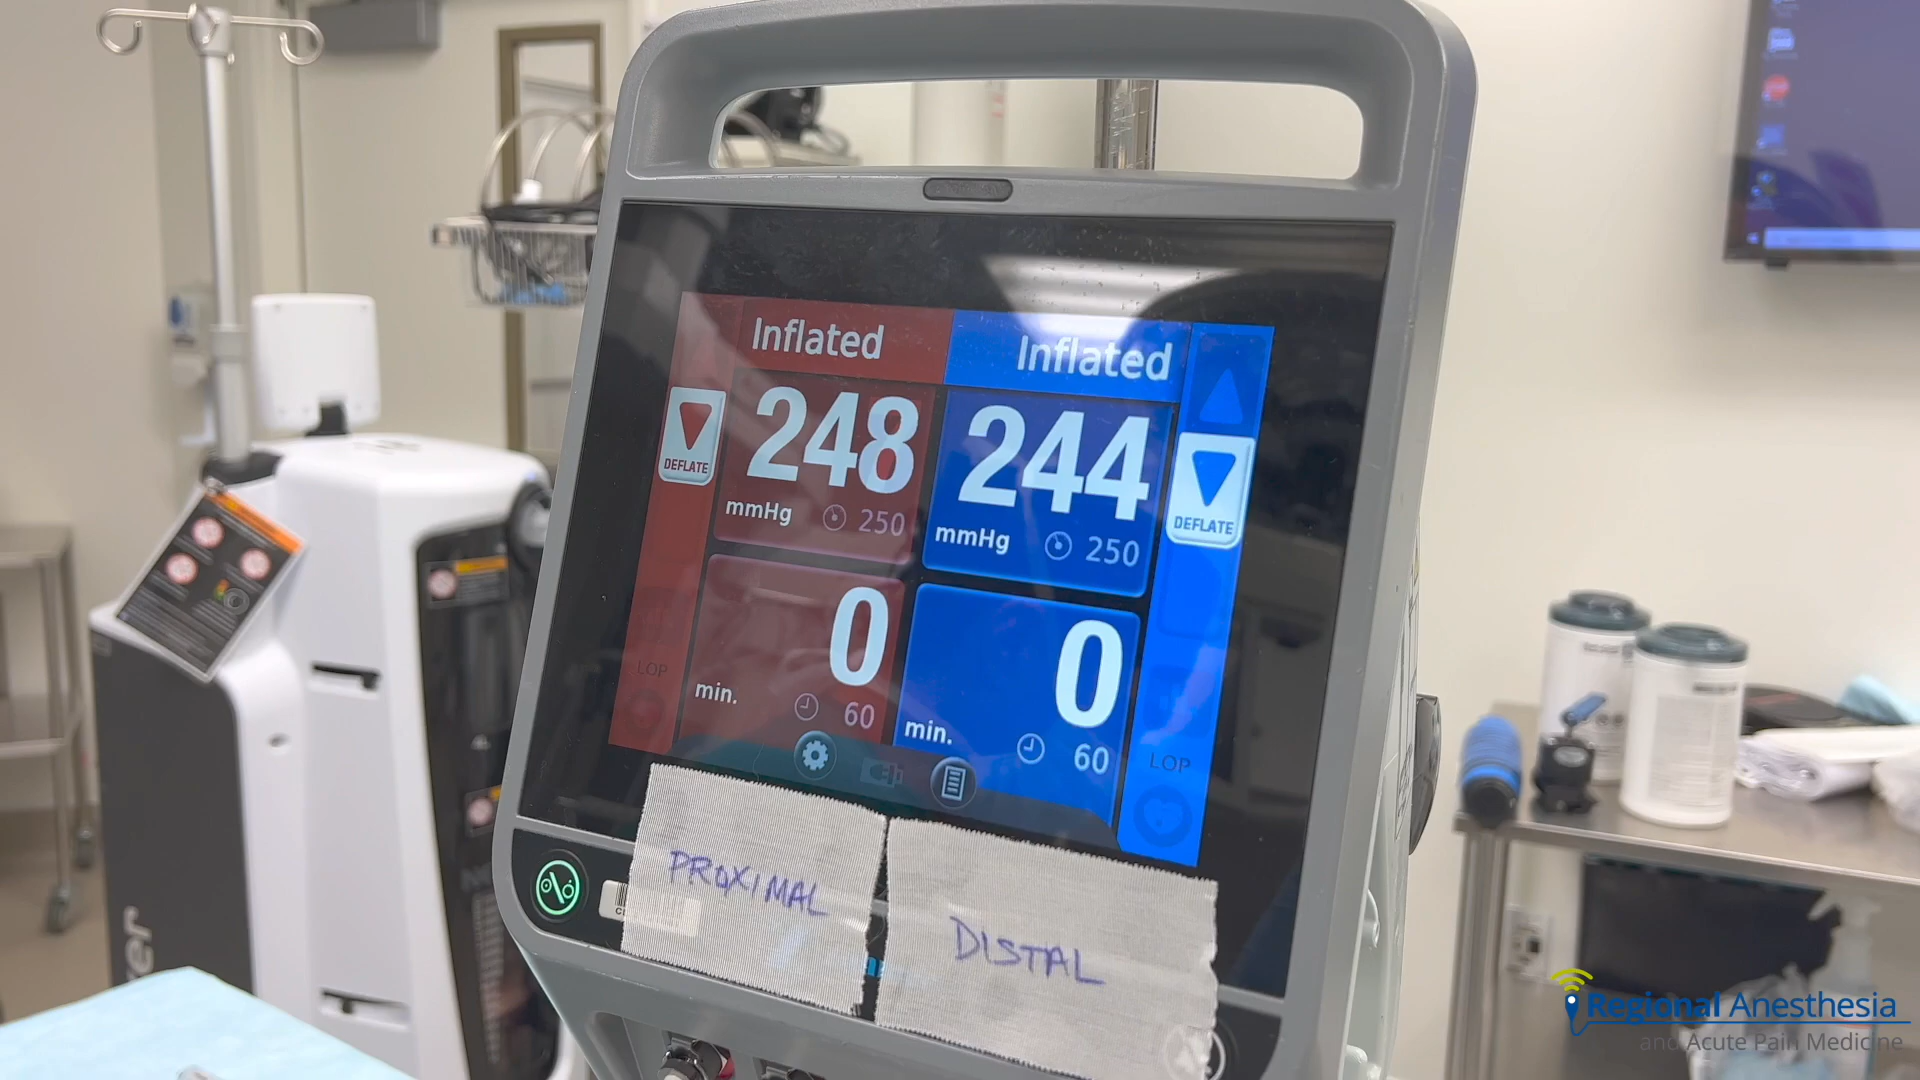 Inflated
Inflated
248
244
DEFLATE
DEFLATE
mmHg 250
mmHg 250
0
0
LOP
min. 60
min. 60
LOP
PROXIMAL
DISTAL
Regional Anesthesia
and Acute Pain Medicine